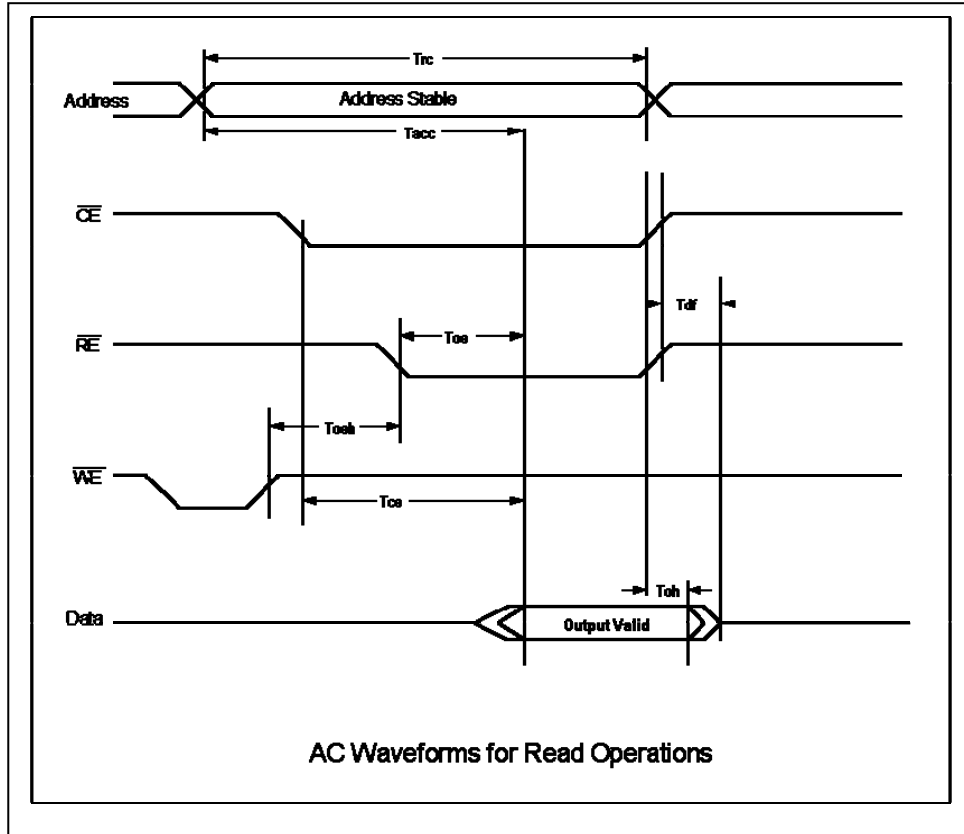 Trc
Address
Address Stable
Tacc
CE
Tdf
RE
Toe
Toeh
WE
Tce
Toh
Data
Output Valid
AC Waveforms for Read Operations